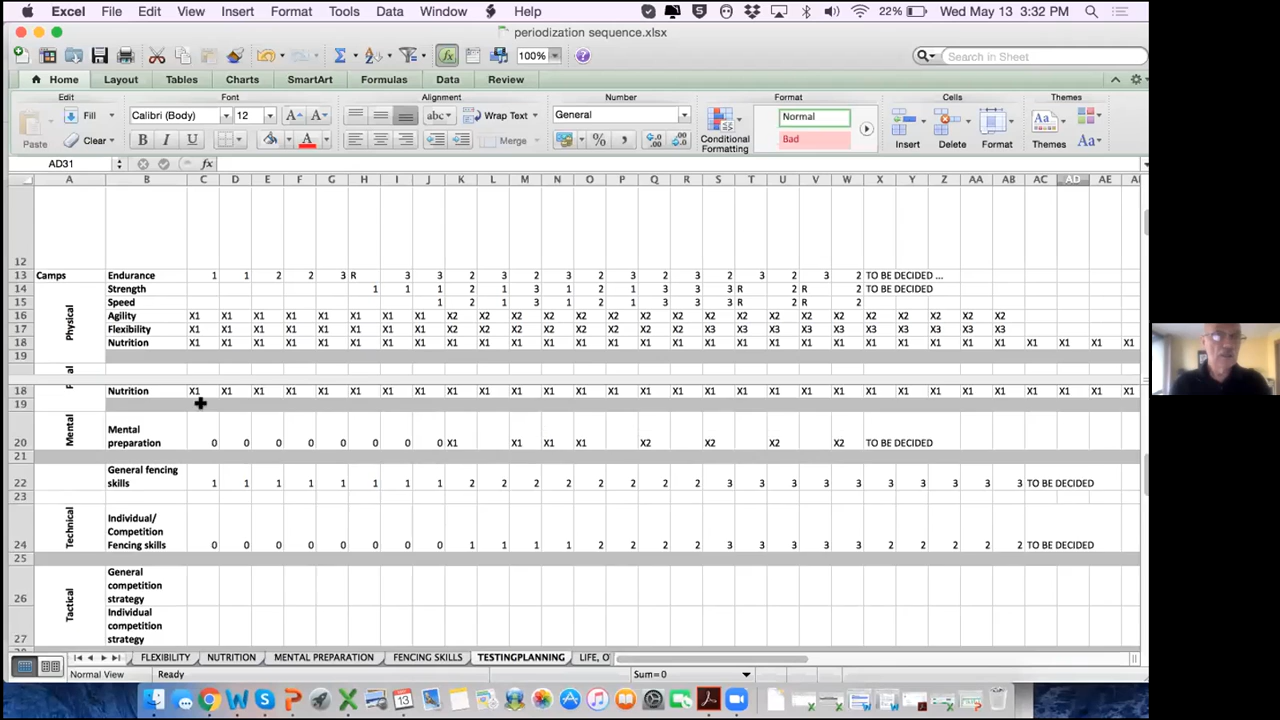 Excel File Edit View Insert Format Tools Data Window Help 22% Wed May 13 3:32 PM
periodization sequence.xlsx
100% Search in Sheet
Home Layout Tables Charts SmartArt Formulas Data Review
Edit Font Alignment Number Format Cells Themes
Fill Calibri (Body) 12 A A abc Wrap Text General Normal
Paste Clear B I U A Merge % , .0 .00 Conditional Formatting Bad Insert Delete Format Themes Aa
AD31 fx
A B C D E F G H I J K L M N O P Q R S T U V W X Y Z AA AB AC AD AE
12
13 Camps Endurance 1 1 2 2 3 R 3 3 2 3 2 3 2 3 2 3 2 3 2 3 2 TO BE DECIDED ...
14 Physical Strength 1 1 1 2 1 3 1 2 1 3 3 3 R 2 R 2 TO BE DECIDED
15 Speed 1 2 1 3 1 2 1 3 3 3 R 2 R 2
16 Agility X1 X1 X1 X1 X1 X1 X1 X1 X2 X2 X2 X2 X2 X2 X2 X2 X2 X2 X2 X2 X2 X2 X2 X2 X2 X2
17 Flexibility X1 X1 X1 X1 X1 X1 X1 X1 X2 X2 X2 X2 X2 X2 X2 X2 X3 X3 X3 X3 X3 X3 X3 X3 X3 X3
18 Nutrition X1 X1 X1 X1 X1 X1 X1 X1 X1 X1 X1 X1 X1 X1 X1 X1 X1 X1 X1 X1 X1 X1 X1 X1 X1 X1 X1 X1 X1 X1
19
18 Nutrition X1 X1 X1 X1 X1 X1 X1 X1 X1 X1 X1 X1 X1 X1 X1 X1 X1 X1 X1 X1 X1 X1 X1 X1 X1 X1 X1 X1 X1 X1
19
Mental
Mental
20 preparation 0 0 0 0 0 0 0 0 X1 X1 X1 X1 X2 X2 X2 X2 TO BE DECIDED
21
General fencing
22 skills 1 1 1 1 1 1 1 1 2 2 2 2 2 2 2 2 3 3 3 3 3 3 3 3 3 3 TO BE DECIDED
23
Technical
Individual/
Competition
24 Fencing skills 0 0 0 0 0 0 0 0 1 1 1 1 2 2 2 2 3 3 3 3 3 2 2 2 2 2 TO BE DECIDED
25
Tactical
General
competition
26 strategy
Individual
competition
27 strategy
FLEXIBILITY NUTRITION MENTAL PREPARATION FENCING SKILLS TESTINGPLANNING LIFE, O
Normal View Ready Sum=0